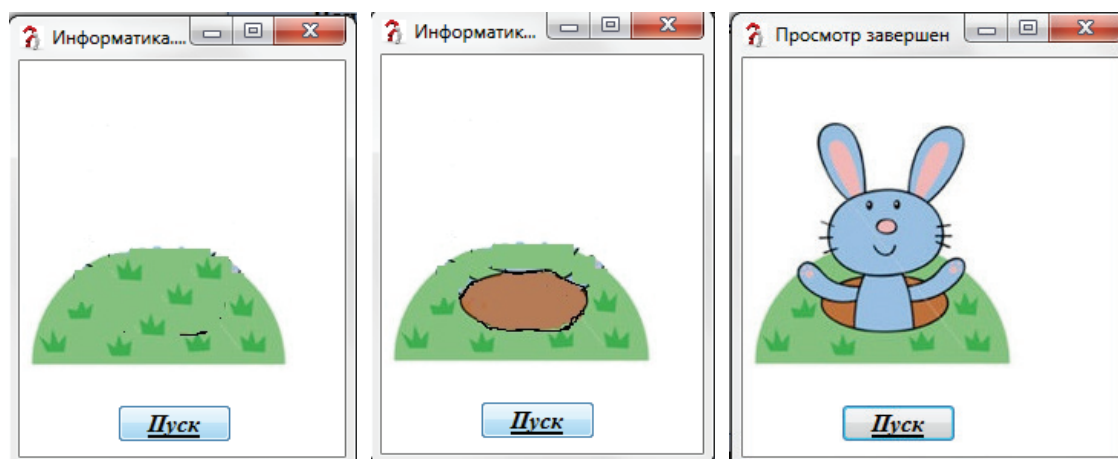 Информатика....
Информатик...
Просмотр завершен
Пуск
Пуск
Пуск